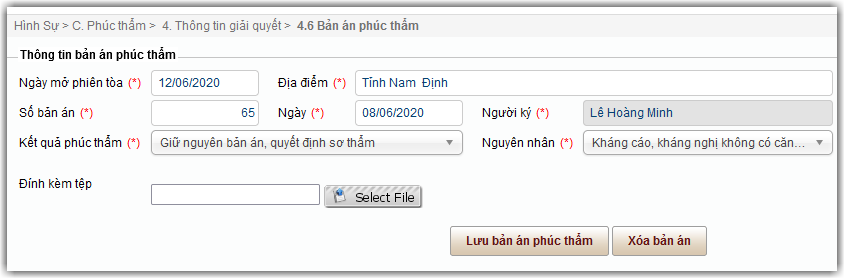 Hình Sự > C. Phúc thẩm > 4. Thông tin giải quyết > 4.6 Bản án phúc thẩm
Thông tin bản án phúc thẩm
Ngày mở phiên tòa (*) 12/06/2020 Địa điểm (*) Tỉnh Nam Định
Số bản án (*) 65 Ngày (*) 08/06/2020 Người ký (*) Lê Hoàng Minh
Kết quả phúc thẩm (*) Giữ nguyên bản án, quyết định sơ thẩm Nguyên nhân (*) Kháng cáo, kháng nghị không có căn...
Đính kèm tệp
Select File
Lưu bản án phúc thẩm Xóa bản án